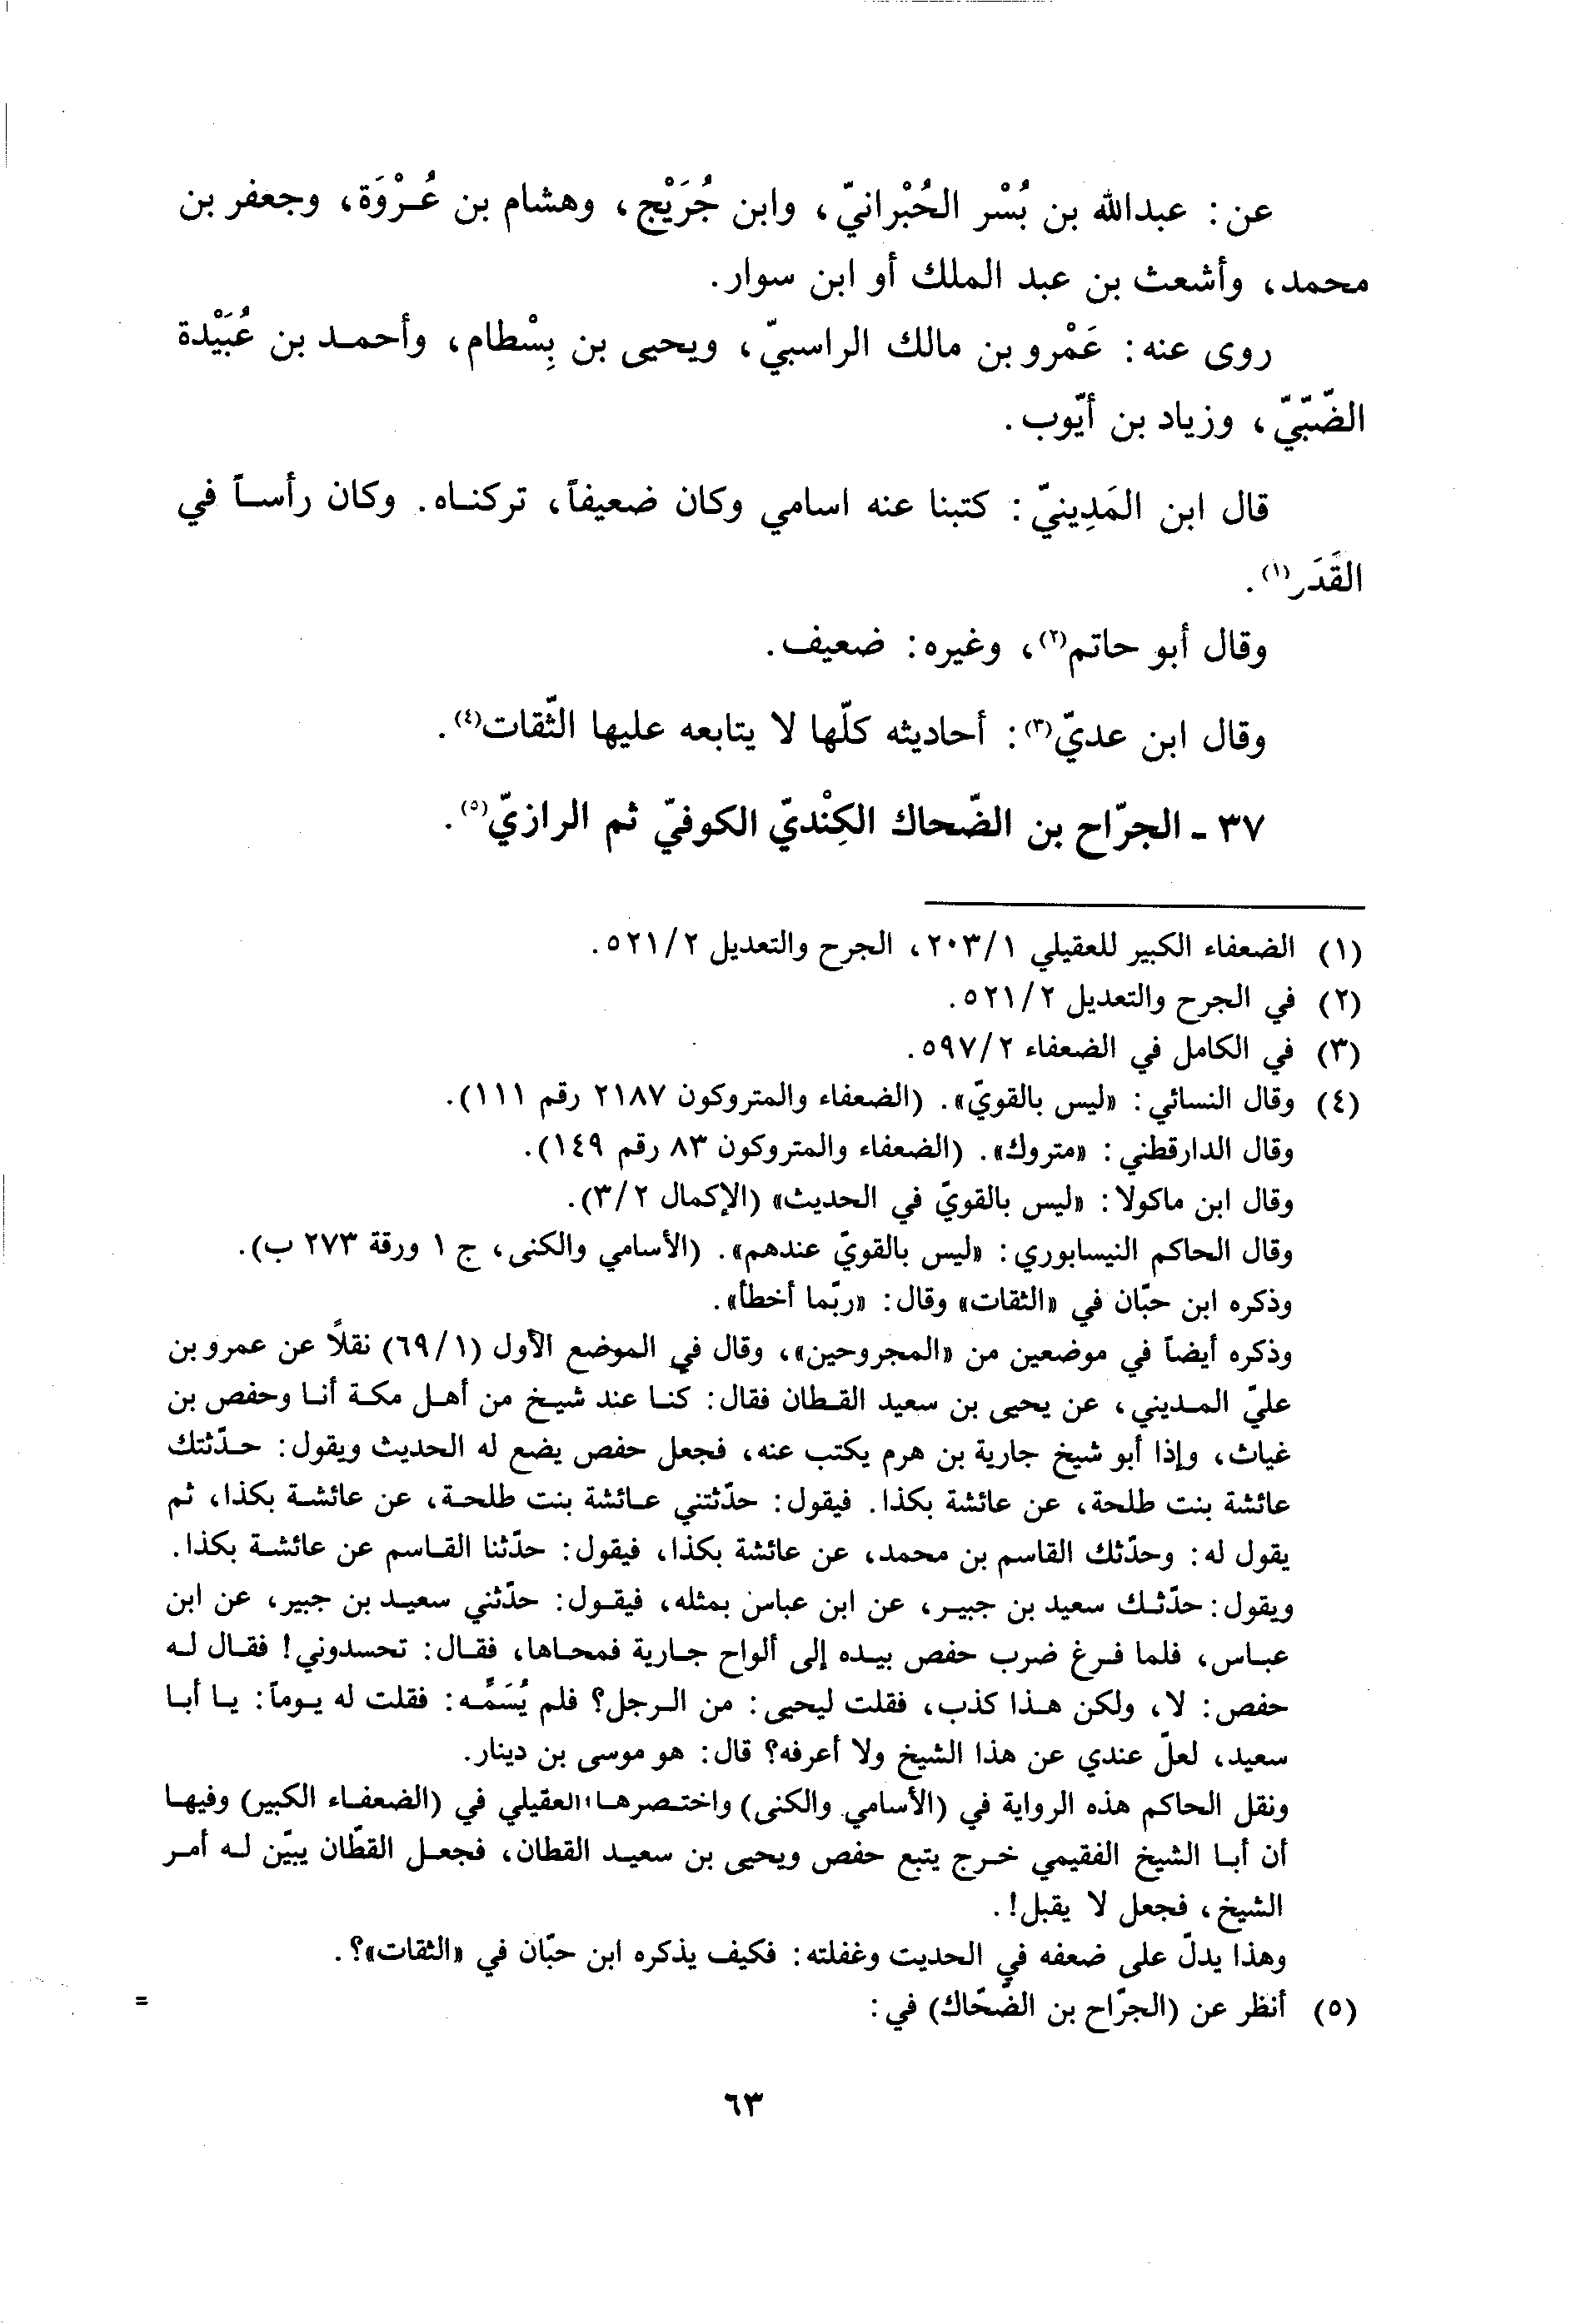 عن: عبدالله بن بُسْر الحُبْرانيّ، وابن جُرَيْج، وهشام بن عُـرْوَة، وجعفر بن
محمد، وأشعث بن عبد الملك أو ابن سوار.
روى عنه: عَمْرو بن مالك الراسبيّ، ويحيى بن بِسْطام، وأحمـد بن عُبَيْدة
الضّبّيّ، وزياد بن أيّوب.
قال ابن المَدِينيّ: كتبنا عنه اسامي وكان ضعيفاً، تركنـاه. وكان رأسـاً في
القَدَر(١).
وقال أبو حاتم(٢)، وغيره: ضعيف.
وقال ابن عديّ(٣): أحاديثه كلّها لا يتابعه عليها الثّقات(٤).
٣٧ - الجرّاح بن الضّحاك الكِنْديّ الكوفيّ ثم الرازيّ(٥).
(١) الضعفاء الكبير للعقيلي ٢٠٣/١، الجرح والتعديل ٥٢١/٢.
(٢) في الجرح والتعديل ٥٢١/٢.
(٣) في الكامل في الضعفاء ٥٩٧/٢.
(٤) وقال النسائي: «ليس بالقويّ». (الضعفاء والمتروكون ٢١٨٧ رقم ١١١).
وقال الدارقطني: «متروك». (الضعفاء والمتروكون ٨٣ رقم ١٤٩).
وقال ابن ماكولا: «ليس بالقويّ في الحديث» (الإكمال ٣/٢).
وقال الحاكم النيسابوري: «ليس بالقويّ عندهم». (الأسامي والكنى، ج ١ ورقة ٢٧٣ ب).
وذكره ابن حبّان في «الثقات» وقال: «ربّما أخطأ».
وذكره أيضاً في موضعين من «المجروحين»، وقال في الموضع الأول (٦٩/١) نقلاً عن عمرو بن
عليّ المـديني، عن يحيى بن سعيد القـطان فقال: كنـا عند شيـخ من أهـل مكـة أنـا وحفص بن
غياث، وإذا أبو شيخ جارية بن هرم يكتب عنه، فجعل حفص يضع له الحديث ويقول: حـدّثتك
عائشة بنت طلحة، عن عائشة بكذا. فيقول: حدّثتني عـائشة بنت طلحـة، عن عائشـة بكذا، ثم
يقول له: وحدّثك القاسم بن محمد، عن عائشة بكذا، فيقول: حدّثنا القـاسم عن عائشـة بكذا.
ويقول: حدّثـك سعيد بن جبيـر، عن ابن عباس بمثله، فيقـول: حدّثني سعيـد بن جبير، عن ابن
عبـاس، فلما فـرغ ضرب حفص بيـده إلى ألواح جـارية فمحـاها، فقـال: تحسدوني! فقـال لـه
حفص: لا، ولكن هـذا كذب، فقلت ليحيى: من الـرجل؟ فلم يُسَمِّـه: فقلت له يـوماً: يـا أبـا
سعيد، لعلّ عندي عن هذا الشيخ ولا أعرفه؟ قال: هو موسى بن دينار.
ونقل الحاكم هذه الرواية في (الأسامي والكنى) واختـصرهـا العقيلي في (الضعفـاء الكبير) وفيهـا
أن أبـا الشيخ الفقيمي خـرج يتبع حفص ويحيى بن سعيـد القطان، فجعـل القطّان يبيّن لـه أمـر
الشيخ، فجعل لا يقبل!.
وهذا يدلّ على ضعفه في الحديث وغفلته: فكيف يذكره ابن حبّان في «الثقات»؟.
(٥) أنظر عن (الجرّاح بن الضّحّاك) في:
=
٦٣